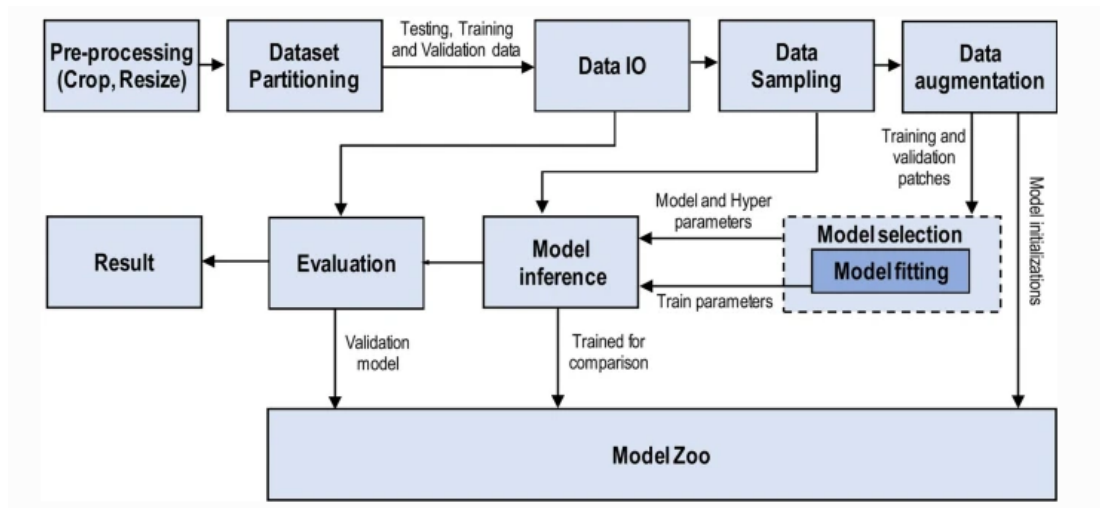 Pre-processing
(Crop, Resize)
Dataset
Partitioning
Testing, Training
and Validation data
Data IO
Data
Sampling
Data
augmentation
Training and
validation
patches
Model initializations
Model and Hyper
parameters
Model selection
Model fitting
Train parameters
Result
Evaluation
Model
inference
Validation
model
Trained for
comparison
Model Zoo